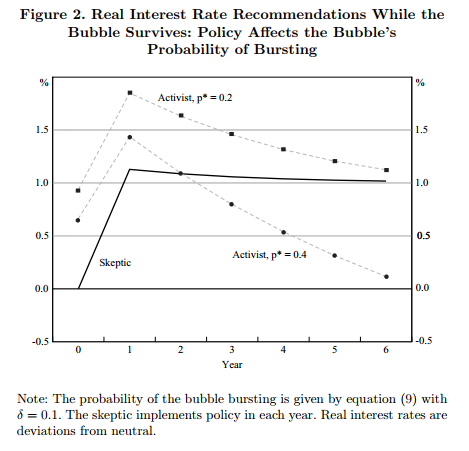 Figure 2. Real Interest Rate Recommendations While the
Bubble Survives: Policy Affects the Bubble's
Probability of Bursting
% %
Activist, p* = 0.2
1.5 1.5
1.0 1.0
0.5 0.5
Activist, p* = 0.4
Skeptic
0.0 0.0
-0.5 -0.5
0 1 2 3 4 5 6
Year
Note: The probability of the bubble bursting is given by equation (9) with
δ = 0.1. The skeptic implements policy in each year. Real interest rates are
deviations from neutral.